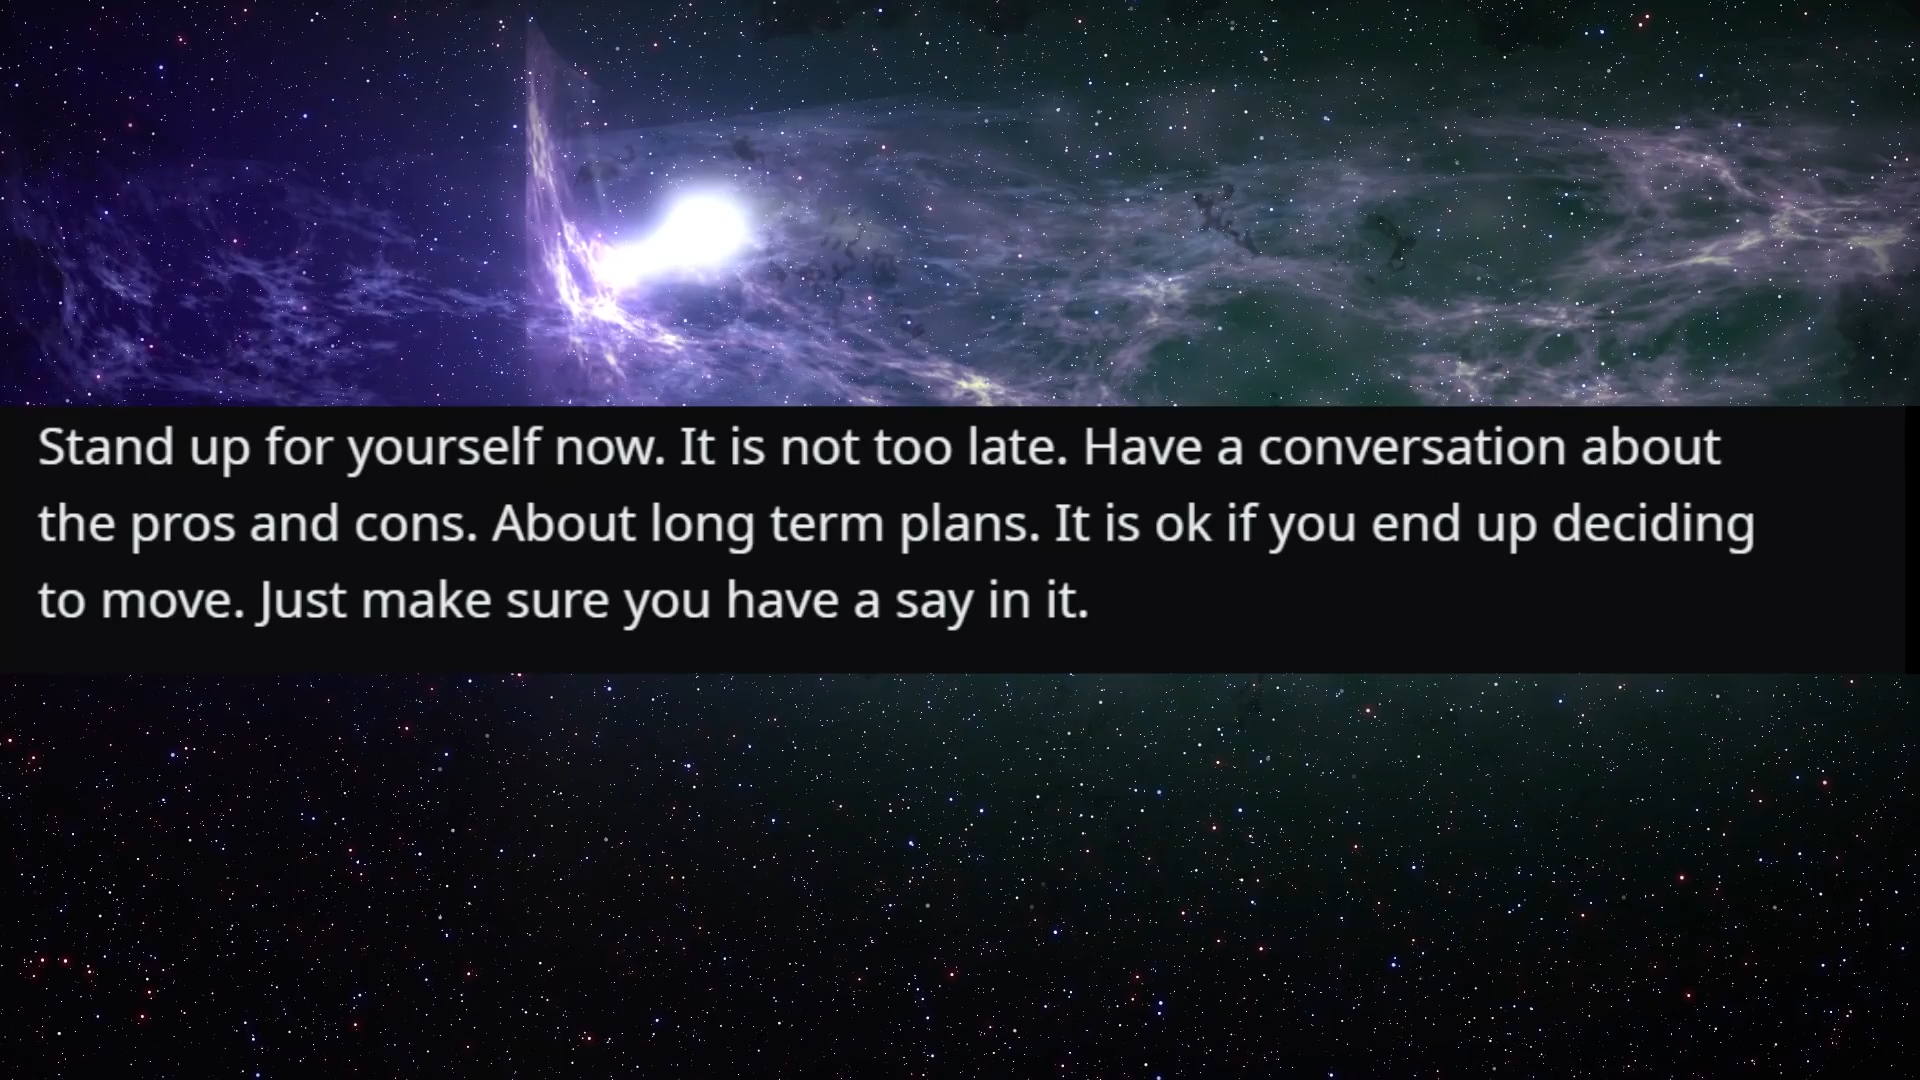 Stand up for yourself now. It is not too late. Have a conversation about
the pros and cons. About long term plans. It is ok if you end up deciding
to move. Just make sure you have a say in it.